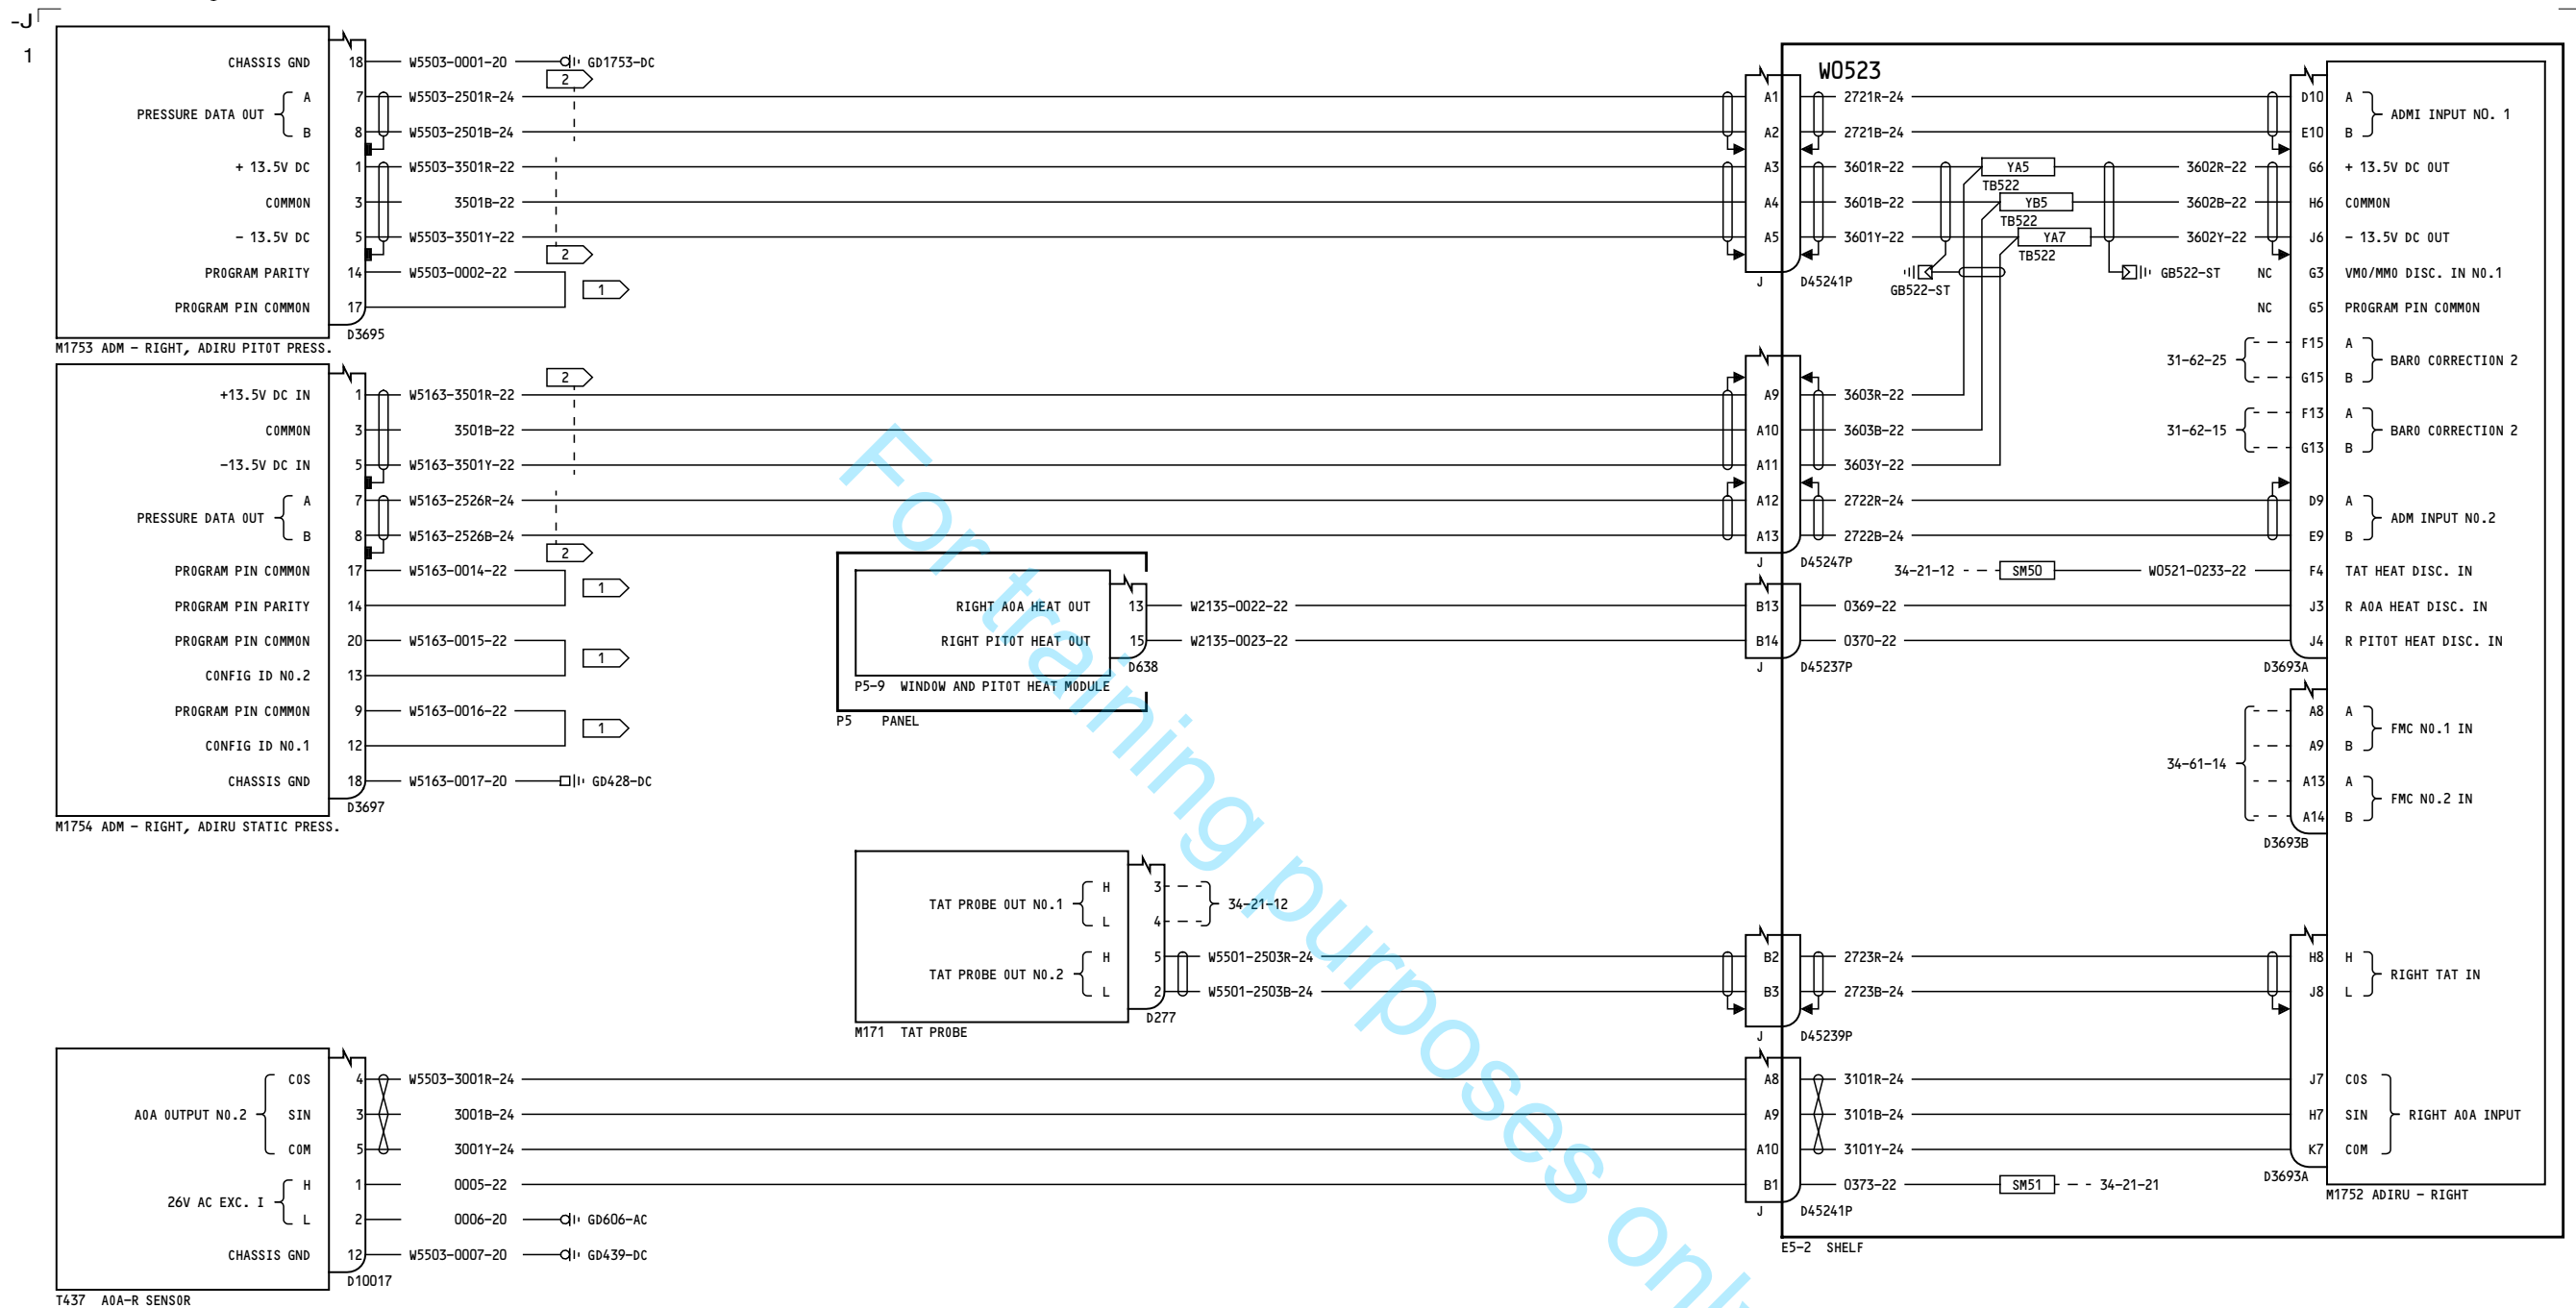 -J
1
CHASSIS GND 18 W5503-0001-20 GD1753-DC
2
PRESSURE DATA OUT
A 7 W5503-2501R-24
B 8 W5503-2501B-24
+ 13.5V DC 1 W5503-3501R-22
COMMON 3 3501B-22
- 13.5V DC 5 W5503-3501Y-22
2
PROGRAM PARITY 14 W5503-0002-22
1
PROGRAM PIN COMMON 17
D3695
M1753 ADM - RIGHT, ADIRU PITOT PRESS.
2
+13.5V DC IN 1 W5163-3501R-22
COMMON 3 3501B-22
-13.5V DC IN 5 W5163-3501Y-22
PRESSURE DATA OUT
A 7 W5163-2526R-24
B 8 W5163-2526B-24
2
PROGRAM PIN COMMON 17 W5163-0014-22
1
PROGRAM PIN PARITY 14
PROGRAM PIN COMMON 20 W5163-0015-22
1
CONFIG ID NO.2 13
PROGRAM PIN COMMON 9 W5163-0016-22
1
CONFIG ID NO.1 12
CHASSIS GND 18 W5163-0017-20 GD428-DC
D3697
M1754 ADM - RIGHT, ADIRU STATIC PRESS.
RIGHT AOA HEAT OUT 13 W2135-0022-22
RIGHT PITOT HEAT OUT 15 W2135-0023-22
D638
P5-9 WINDOW AND PITOT HEAT MODULE
P5 PANEL
TAT PROBE OUT NO.1
H 3
L 4
34-21-12
TAT PROBE OUT NO.2
H 5 W5501-2503R-24
L 2 W5501-2503B-24
D277
M171 TAT PROBE
AOA OUTPUT NO.2
COS 4 W5503-3001R-24
SIN 3 3001B-24
COM 5 3001Y-24
26V AC EXC. I
H 1 0005-22
L 2 0006-20 GD606-AC
CHASSIS GND 12 W5503-0007-20 GD439-DC
D10017
T437 AOA-R SENSOR
W0523
A1 2721R-24 D10 A
A2 2721B-24 E10 B
ADMI INPUT NO. 1
A3 3601R-22 YA5 3602R-22 G6 + 13.5V DC OUT
TB522
A4 3601B-22 YB5 3602B-22 H6 COMMON
TB522
A5 3601Y-22 YA7 3602Y-22 J6 - 13.5V DC OUT
TB522
J D45241P
GB522-ST
GB522-ST
NC G3 VMO/MMO DISC. IN NO.1
NC G5 PROGRAM PIN COMMON
31-62-25
F15 A
G15 B
BARO CORRECTION 2
31-62-15
F13 A
G13 B
BARO CORRECTION 2
A9 3603R-22
A10 3603B-22
A11 3603Y-22
A12 2722R-24 D9 A
A13 2722B-24 E9 B
ADM INPUT NO.2
J D45247P
34-21-12 SM50 W0521-0233-22 F4 TAT HEAT DISC. IN
B13 0369-22 J3 R AOA HEAT DISC. IN
B14 0370-22 J4 R PITOT HEAT DISC. IN
J D45237P
D3693A
34-61-14
A8 A
A9 B
FMC NO.1 IN
A13 A
A14 B
FMC NO.2 IN
D3693B
B2 2723R-24 H8 H
B3 2723B-24 J8 L
RIGHT TAT IN
J D45239P
A8 3101R-24 J7 COS
A9 3101B-24 H7 SIN
A10 3101Y-24 K7 COM
RIGHT AOA INPUT
B1 0373-22 SM51 34-21-21
J D45241P
D3693A
M1752 ADIRU - RIGHT
E5-2 SHELF
For training purposes only